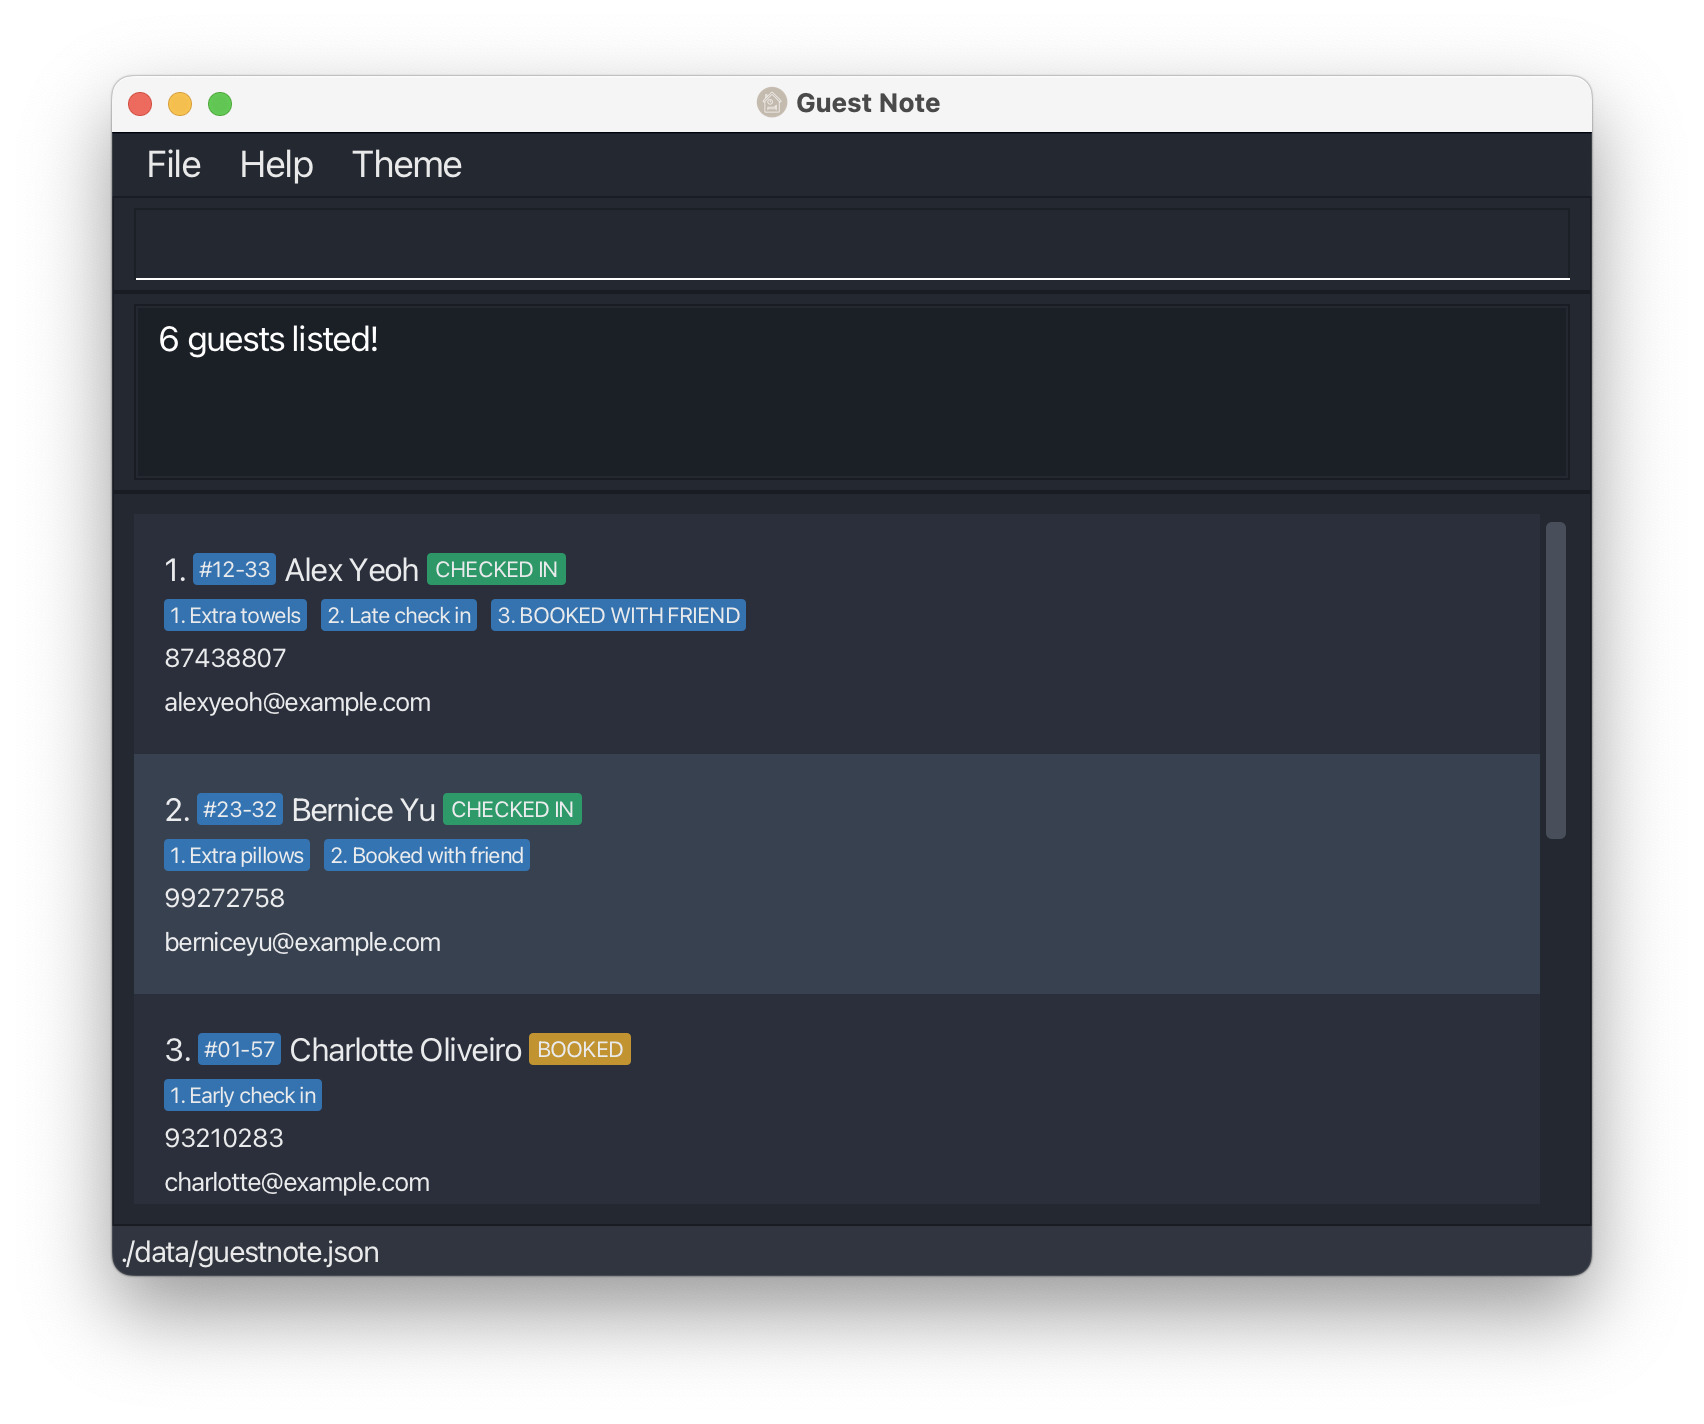 Guest Note
File Help Theme
6 guests listed!
1. #12-33 Alex Yeoh CHECKED IN
1. Extra towels 2. Late check in 3. BOOKED WITH FRIEND
87438807
alexyeoh@example.com
2. #23-32 Bernice Yu CHECKED IN
1. Extra pillows 2. Booked with friend
99272758
berniceyu@example.com
3. #01-57 Charlotte Oliveiro BOOKED
1. Early check in
93210283
charlotte@example.com
./data/guestnote.json